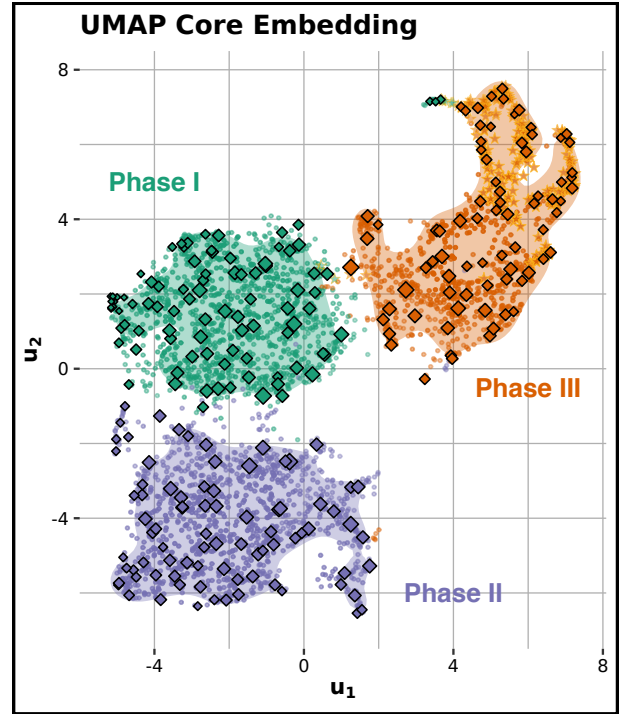 UMAP Core Embedding
8
Phase I
4
u2
0
Phase III
-4
Phase II
-4
0
4
8
u1